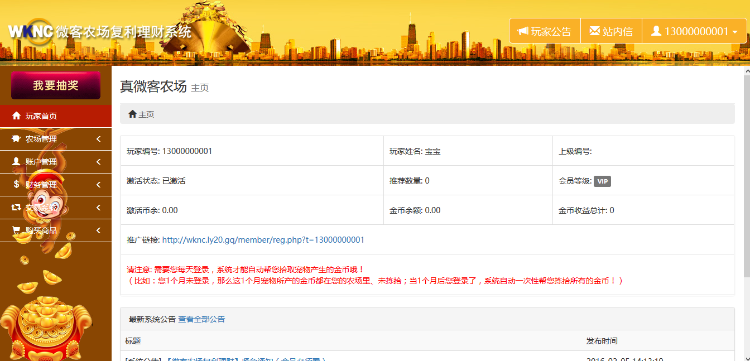 WKNC 微客农场复利理财系统
玩家公告 站内信 13000000001
我要抽奖
玩家首页
农场管理
账户管理
财务管理
购买商品
真微客农场 主页
主页
玩家编号: 13000000001 玩家姓名: 宝宝 上级编号:
激活状态: 已激活 推荐数量: 0 会员等级: VIP
激活币余: 0.00 金币余额: 0.00 金币收益总计: 0
推广链接: http://wknc.ly20.gq/member/reg.php?t=13000000001
请注意: 需要您每天登录，系统才能自动帮您拾取宠物产生的金币哦！
（比如：您1个月未登录，那么这1个月宠物所产的金币都在您的农场里、未拣拾；当1个月后您登录了，系统自动一次性帮您拣拾所有的金币！）
最新系统公告 查看全部公告
标题 发布时间